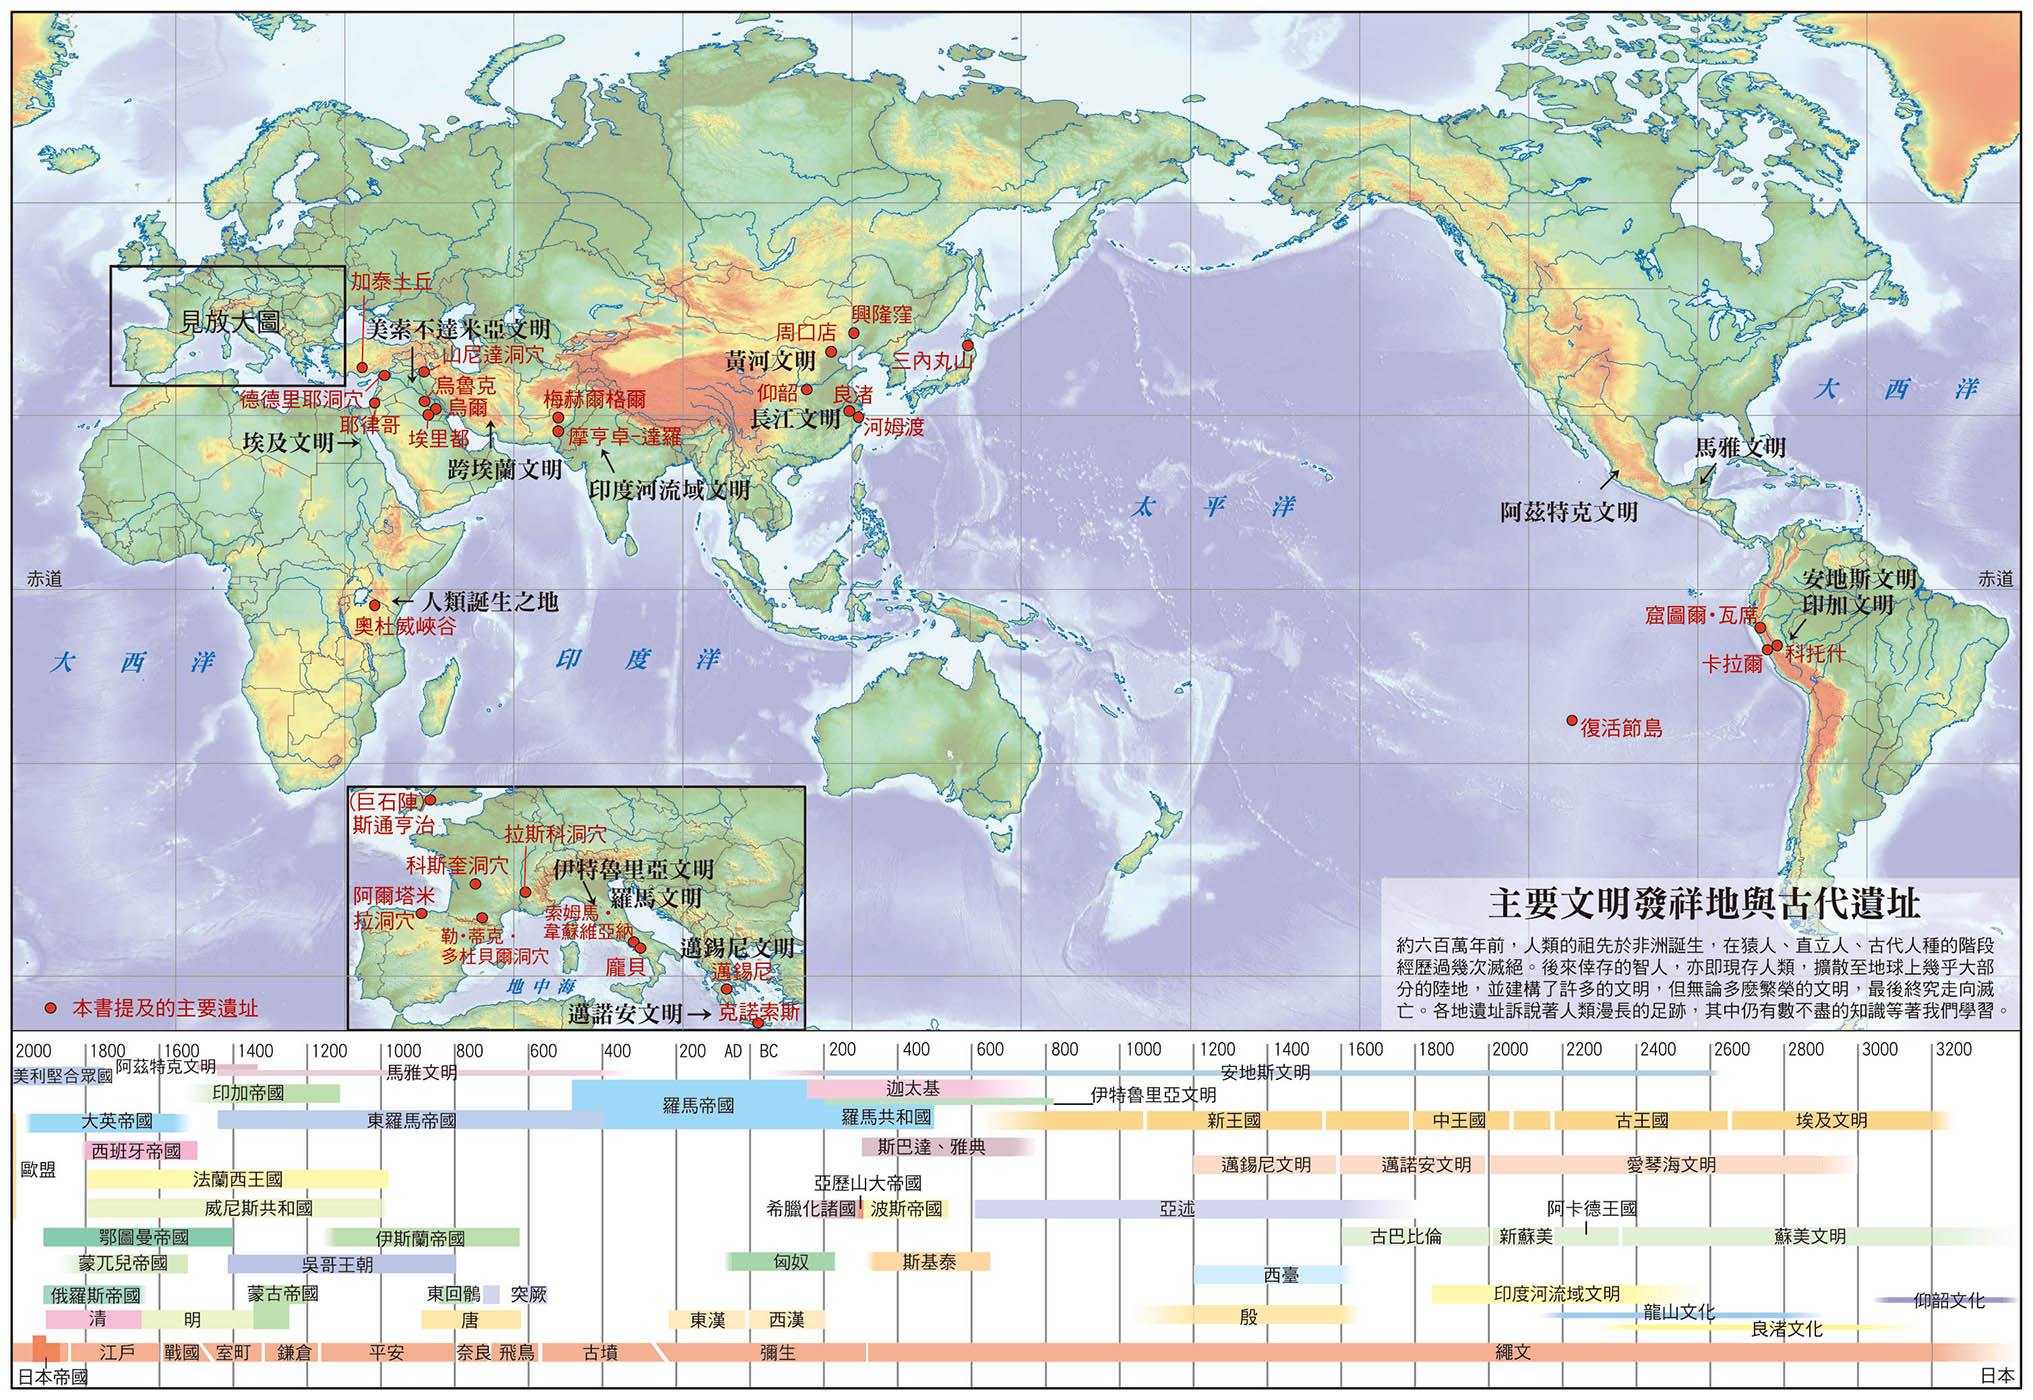 加泰土丘
見放大圖
美索不達米亞文明
山尼達洞穴
德德里耶洞穴
烏魯克
烏爾
耶律哥
埃里都
埃及文明
跨埃蘭文明
梅赫爾格爾
摩亨卓-達羅
印度河流域文明
興隆窪
周口店
黃河文明
三內丸山
仰韶
良渚
長江文明
河姆渡
大 西 洋
馬雅文明
阿茲特克文明
太 平 洋
赤道
赤道
人類誕生之地
奧杜威峽谷
安地斯文明
印加文明
窟圖爾·瓦席
科托什
卡拉爾
大 西 洋
印 度 洋
復活節島
(巨石陣)
斯通亨治
拉斯科洞穴
科斯奎洞穴
伊特魯里亞文明
羅馬文明
阿爾塔米
拉洞穴
勒·蒂克·
多杜貝爾洞穴
索姆馬·
韋蘇維亞納
龐貝
邁錫尼文明
邁錫尼
地中海
邁諾安文明
克諾索斯
本書提及的主要遺址
主要文明發祥地與古代遺址
約六百萬年前，人類的祖先於非洲誕生，在猿人、直立人、古代人種的階段
經歷過幾次滅絕。後來倖存的智人，亦即現存人類，擴散至地球上幾乎大部
分的陸地，並建構了許多的文明，但無論多麼繁榮的文明，最後終究走向滅
亡。各地遺址訴說著人類漫長的足跡，其中仍有數不盡的知識等著我們學習。
2000 1800 1600 1400 1200 1000 800 600 400 200 AD BC 200 400 600 800 1000 1200 1400 1600 1800 2000 2200 2400 2600 2800 3000 3200
美利堅合眾國 阿茲特克文明 馬雅文明 安地斯文明
印加帝國 羅馬帝國 迦太基 伊特魯里亞文明
大英帝國 東羅馬帝國 羅馬共和國 新王國 中王國 古王國 埃及文明
西班牙帝國 斯巴達、雅典
歐盟 邁錫尼文明 邁諾安文明 愛琴海文明
法蘭西王國 亞歷山大帝國
威尼斯共和國 希臘化諸國 波斯帝國 亞述 阿卡德王國
鄂圖曼帝國 伊斯蘭帝國 古巴比倫 新蘇美 蘇美文明
蒙兀兒帝國 吳哥王朝 匈奴 斯基泰
西臺
俄羅斯帝國 蒙古帝國 東回鶻 突厥 印度河流域文明 仰韶文化
清 明 唐 東漢 西漢 殷 龍山文化
良渚文化
江戶 戰國 室町 鎌倉 平安 奈良 飛鳥 古墳 彌生 繩文
日本帝國 日本